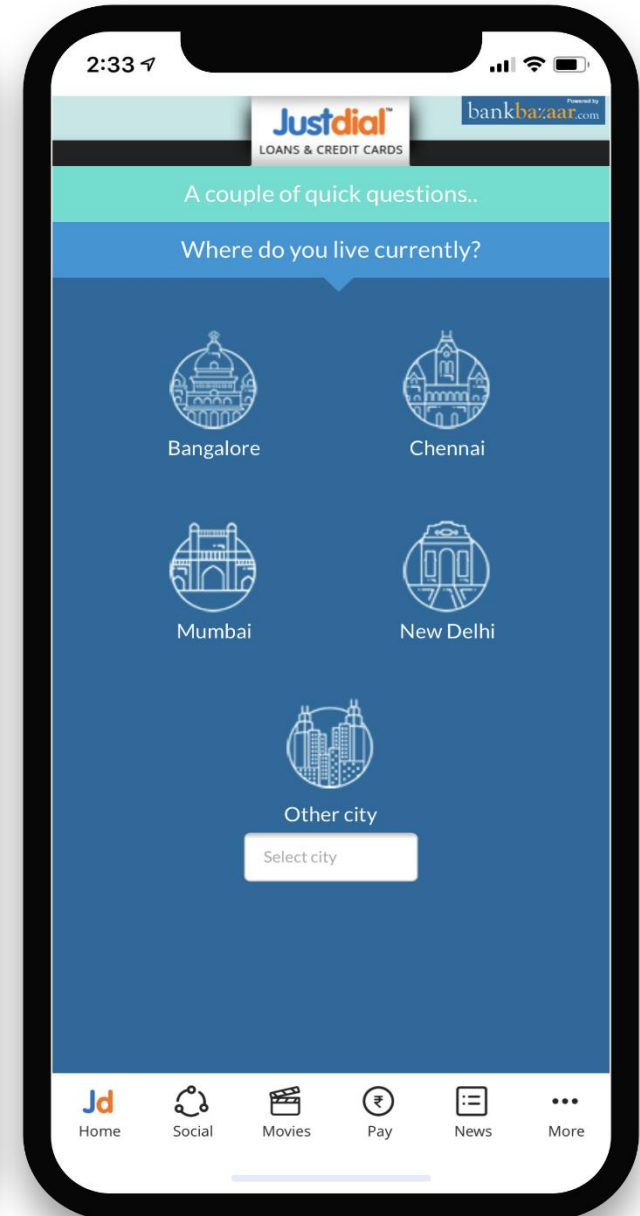 2:33
Powered by
Justdial™
bankbazaar.com
LOANS & CREDIT CARDS
A couple of quick questions..
Where do you live currently?
Bangalore
Chennai
Mumbai
New Delhi
Other city
Select city
Jd
Home
Social
Movies
₹
Pay
News
More